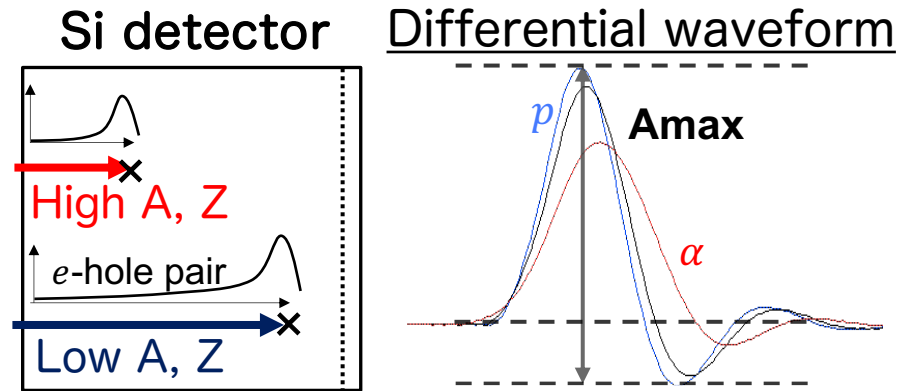 Si detector
High A, Z
e-hole pair
Low A, Z
Differential waveform
p
Amax
α